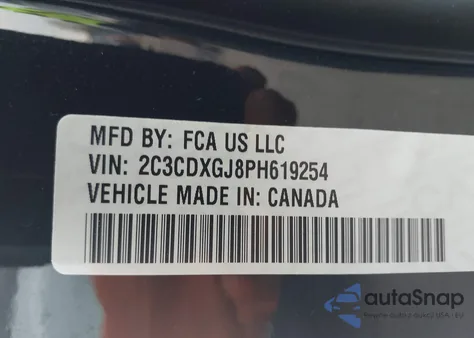 MFD BY: FCA US LLC
VIN: 2C3CDXGJ8PH619254
VEHICLE MADE IN: CANADA
autoSnap